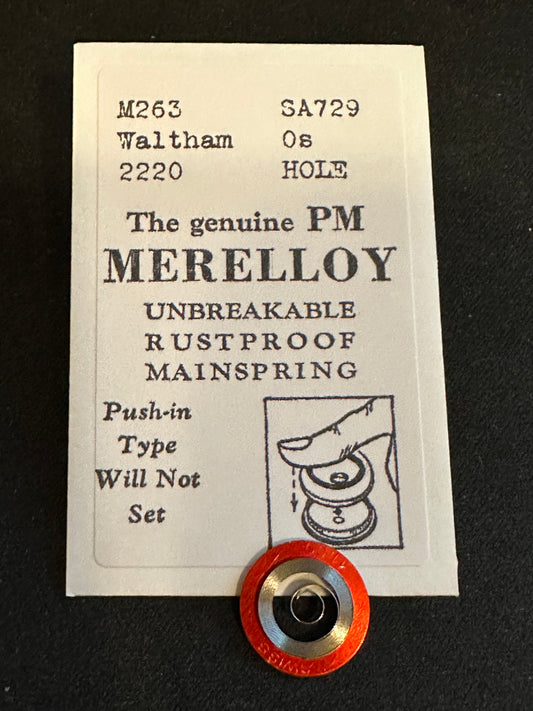 M263 SA729
Waltham 0s
2220 HOLE
The genuine PM
MERELLOY
UNBREAKABLE
RUSTPROOF
MAINSPRING
Push-in
Type
Will Not
Set